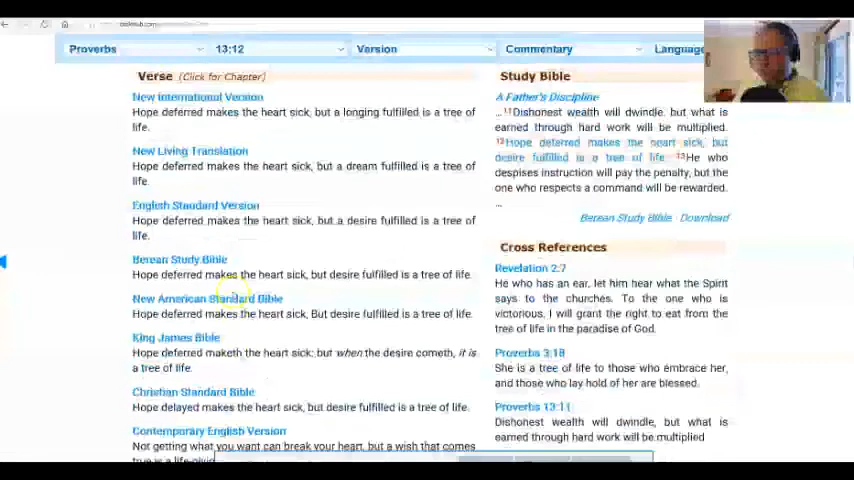 Proverbs
13:12
Version
Commentary
Language
Verse (Click for Chapter)
New International Version
Hope deferred makes the heart sick, but a longing fulfilled is a tree of
life.
New Living Translation
Hope deferred makes the heart sick, but a dream fulfilled is a tree of
life.
English Standard Version
Hope deferred makes the heart sick, but a desire fulfilled is a tree of
life.
Berean Study Bible
Hope deferred makes the heart sick, but desire fulfilled is a tree of life.
New American Standard Bible
Hope deferred makes the heart sick, But desire fulfilled is a tree of life.
King James Bible
Hope deferred maketh the heart sick: but when the desire cometh, it is
a tree of life.
Christian Standard Bible
Hope delayed makes the heart sick, but desire fulfilled is a tree of life.
Contemporary English Version
Not getting what you want can break your heart, but a wish that comes
true is a life-giving
Study Bible
A Father's Discipline
...11Dishonest wealth will dwindle, but what is
earned through hard work will be multiplied.
12Hope deferred makes the heart sick, but
desire fulfilled is a tree of life. 13He who
despises instruction will pay the penalty, but the
one who respects a command will be rewarded.
...
Berean Study Bible · Download
Cross References
Revelation 2:7
He who has an ear, let him hear what the Spirit
says to the churches. To the one who is
victorious, I will grant the right to eat from the
tree of life in the paradise of God.
Proverbs 3:18
She is a tree of life to those who embrace her,
and those who lay hold of her are blessed.
Proverbs 13:11
Dishonest wealth will dwindle, but what is
earned through hard work will be multiplied